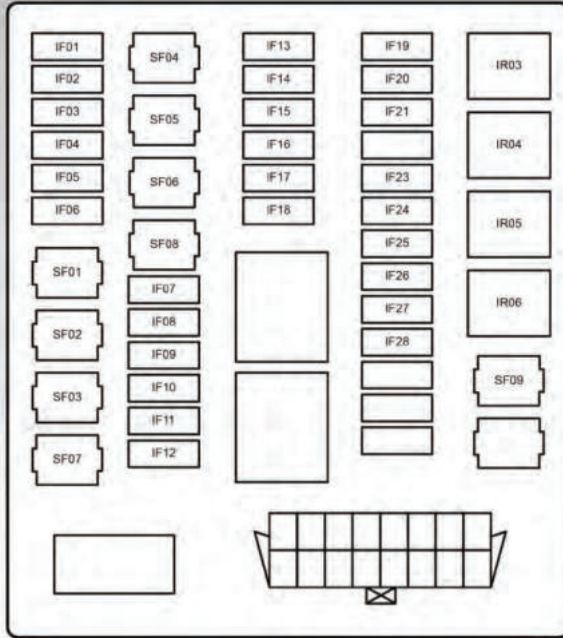 IF01
IF02
IF03
IF04
IF05
IF06
SF01
SF02
SF03
SF07
SF04
SF05
SF06
SF08
IF07
IF08
IF09
IF10
IF11
IF12
IF13
IF14
IF15
IF16
IF17
IF18
IF19
IF20
IF21
IF23
IF24
IF25
IF26
IF27
IF28
IR03
IR04
IR05
IR06
SF09